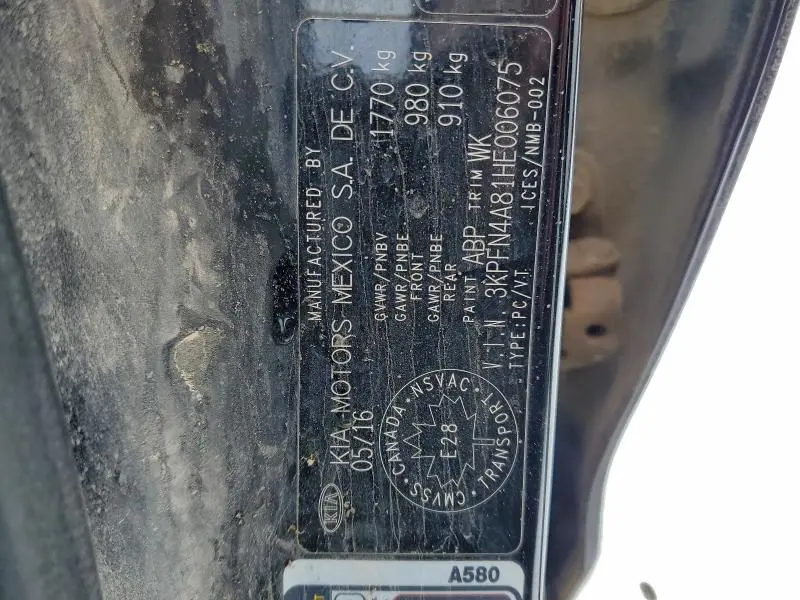 KIA
MANUFACTURED BY
KIA MOTORS MEXICO S.A. DE C.V.
05/16
GVWR/PNBV 1770 kg
GAWR/PNBE FRONT 980 kg
GAWR/PNBE REAR 910 kg
PAINT ABP TRIM WK
V.I.N. 3KPFN4A81HE006075
TYPE:PC/V.T. ICES/NMB-002
CANADA • NSVAC • TRANSPORT • CMVSS
E28
A580